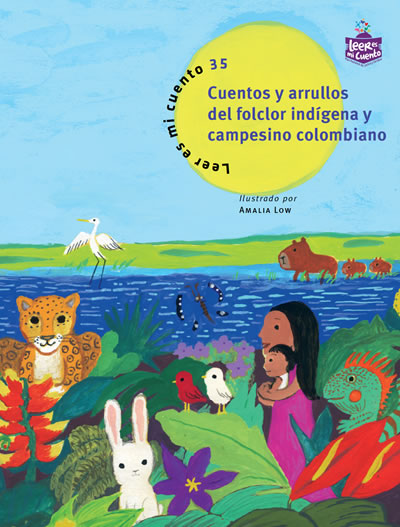 Leer es
mi Cuento
Leer es mi cuento 35
Cuentos y arrullos
del folclor indígena y
campesino colombiano
Ilustrado por
Amalia Low